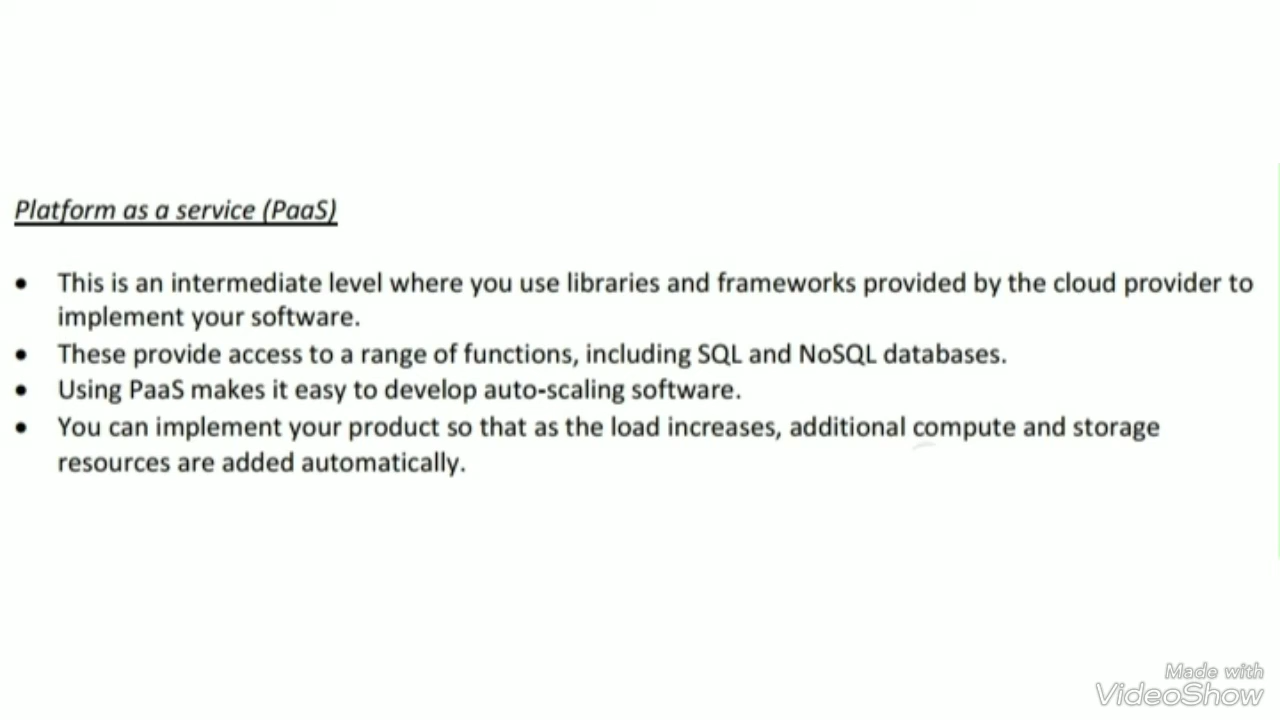 Platform as a service (PaaS)
• This is an intermediate level where you use libraries and frameworks provided by the cloud provider to
implement your software.
• These provide access to a range of functions, including SQL and NoSQL databases.
• Using PaaS makes it easy to develop auto-scaling software.
• You can implement your product so that as the load increases, additional compute and storage
resources are added automatically.
Made with
VideoShow